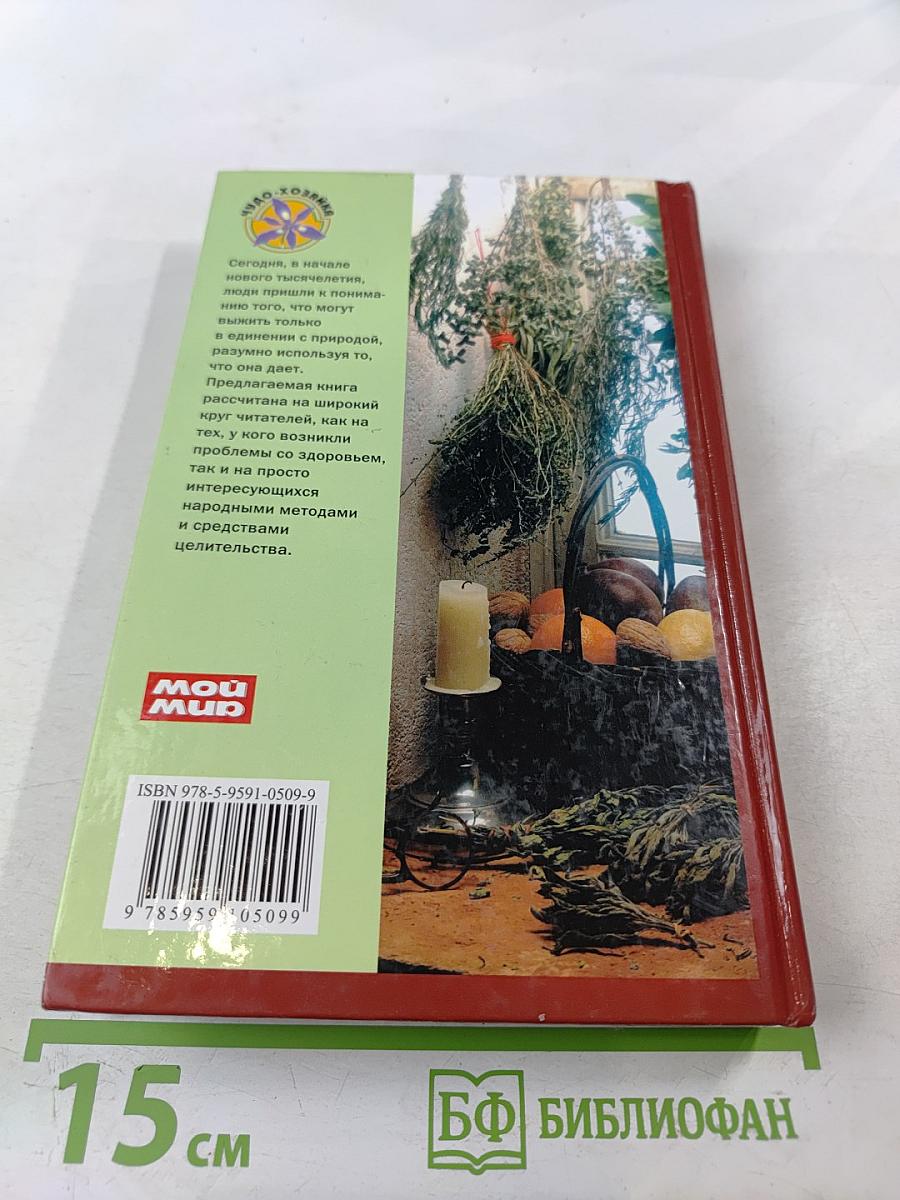 ЧУДО-ХОЗЯЙКЕ
Сегодня, в начале
нового тысячелетия,
люди пришли к понима-
нию того, что могут
выжить только
в единении с природой,
разумно используя то,
что она дает.
Предлагаемая книга
рассчитана на широкий
круг читателей, как на
тех, у кого возникли
проблемы со здоровьем,
так и на просто
интересующихся
народными методами
и средствами
целительства.
мой
мир
ISBN 978-5-9591-0509-9
9 785959 105099
15 см
БФ БИБЛИОФАН